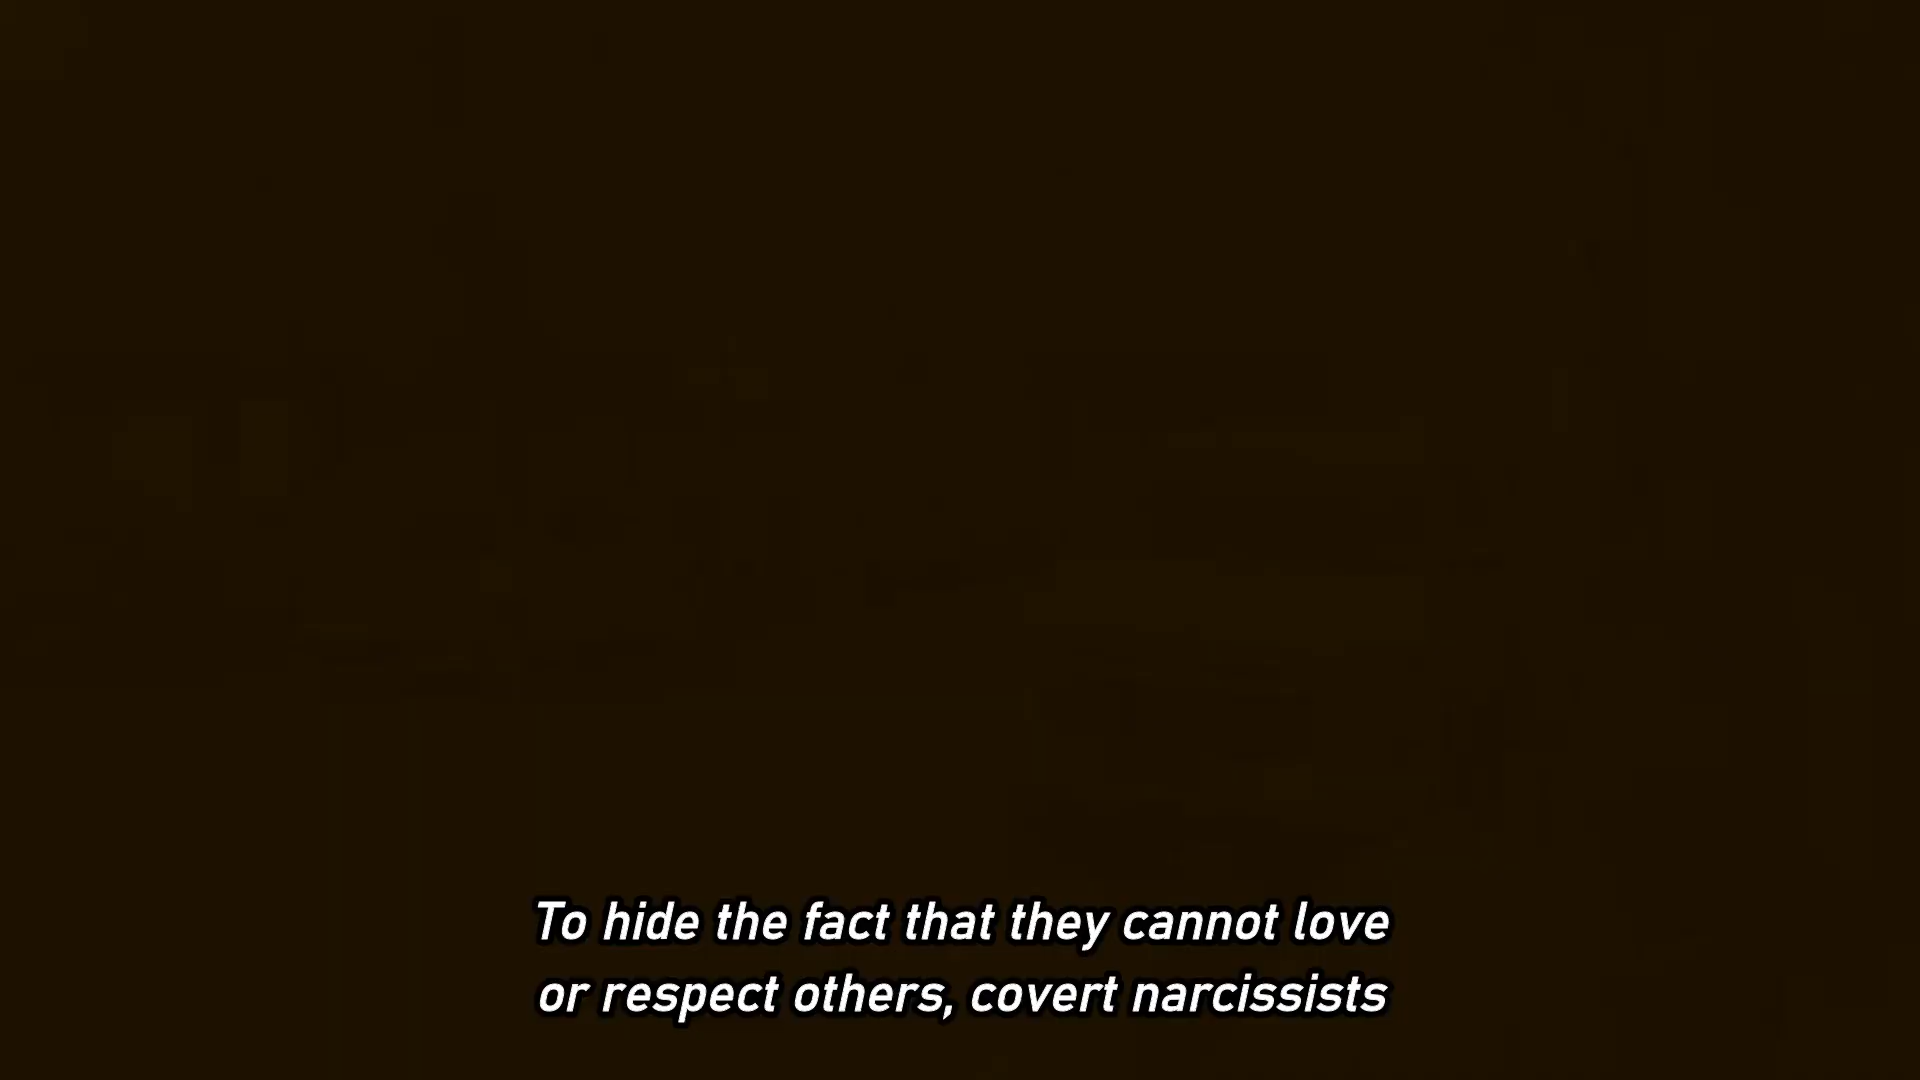 To hide the fact that they cannot love
or respect others, covert narcissists